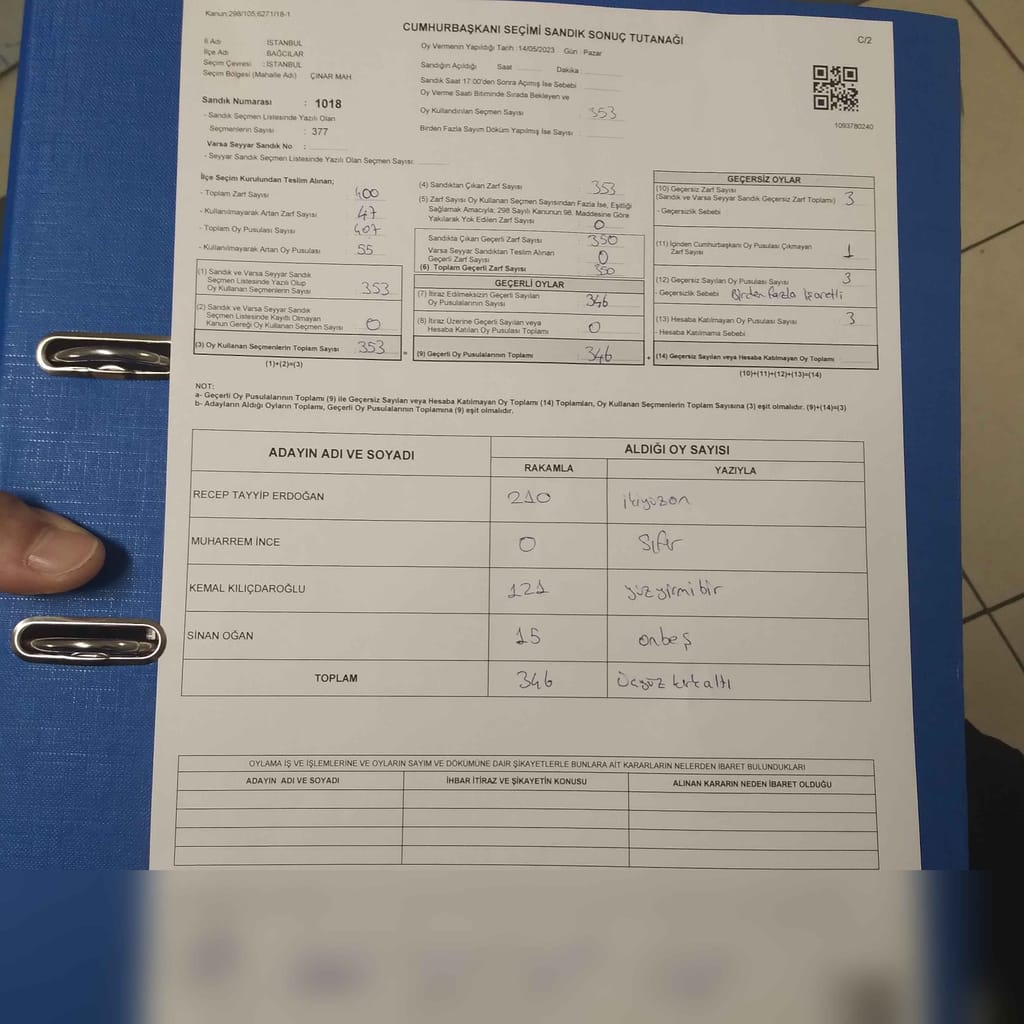 Kanun:298/105;6271/18-1
CUMHURBAŞKANI SEÇİMİ SANDIK SONUÇ TUTANAĞI
C/2
İl Adı : İSTANBUL
İlçe Adı : BAĞCILAR
Seçim Çevresi : İSTANBUL
Seçim Bölgesi (Mahalle Adı) ÇINAR MAH.
Sandık Numarası : 1018
- Sandık Seçmen Listesinde Yazılı Olan
Seçmenlerin Sayısı : 377
Varsa Seyyar Sandık No :
- Seyyar Sandık Seçmen Listesinde Yazılı Olan Seçmen Sayısı:
Oy Vermenin Yapıldığı Tarih :14/05/2023 Gün : Pazar
Sandığın Açıldığı Saat Dakika :
Sandık Saat 17:00'den Sonra Açımış İse Sebebi :
Oy Verme Saati Bitiminde Sırada Bekleyen ve
Oy Kullandırılan Seçmen Sayısı : 353
Birden Fazla Sayım Döküm Yapılmış İse Sayısı :
1093780240
İlçe Seçim Kurulundan Teslim Alınan;
- Toplam Zarf Sayısı : 400
- Kullanılmayarak Artan Zarf Sayısı : 47
- Toplam Oy Pusulası Sayısı : 407
- Kullanılmayarak Artan Oy Pusulası : 55
(1) Sandık ve Varsa Seyyar Sandık
Seçmen Listesinde Yazılı Olup
Oy Kullanan Seçmenlerin Sayısı : 353
(2) Sandık ve Varsa Seyyar Sandık
Seçmen Listesinde Kayıtlı Olmayan
Kanun Gereği Oy Kullanan Seçmen Sayısı : 0
(3) Oy Kullanan Seçmenlerin Toplam Sayısı : 353
(1)+(2)=(3)
=
(4) Sandıktan Çıkan Zarf Sayısı : 353
(5) Zarf Sayısı Oy Kullanan Seçmen Sayısından Fazla İse, Eşitliği
Sağlamak Amacıyla; 298 Sayılı Kanunun 98. Maddesine Göre
Yakılarak Yok Edilen Zarf Sayısı : 0
Sandıkta Çıkan Geçerli Zarf Sayısı : 350
Varsa Seyyar Sandıktan Teslim Alınan
Geçerli Zarf Sayısı : 0
(6) Toplam Geçerli Zarf Sayısı : 350
GEÇERLİ OYLAR
(7) İtiraz Edilmeksizin Geçerli Sayılan
Oy Pusulalarının Sayısı : 346
(8) İtiraz Üzerine Geçerli Sayılan veya
Hesaba Katılan Oy Pusulası Toplamı : 0
(9) Geçerli Oy Pusulalarının Toplamı : 346
+
GEÇERSİZ OYLAR
(10) Geçersiz Zarf Sayısı
(Sandık ve Varsa Seyyar Sandık Geçersiz Zarf Toplamı) : 3
- Geçersizlik Sebebi
(11) İçinden Cumhurbaşkanı Oy Pusulası Çıkmayan
Zarf Sayısı : 1
(12) Geçersiz Sayılan Oy Pusulası Sayısı : 3
- Geçersizlik Sebebi Birden fazla işaretli
(13) Hesaba Katılmayan Oy Pusulası Sayısı : 3
- Hesaba Katılmama Sebebi
(14) Geçersiz Sayılan veya Hesaba Katılmayan Oy Toplamı
(10)+(11)+(12)+(13)=(14)
NOT:
a- Geçerli Oy Pusulalarının Toplamı (9) ile Geçersiz Sayılan veya Hesaba Katılmayan Oy Toplamı (14) Toplamları, Oy Kullanan Seçmenlerin Toplam Sayısına (3) eşit olmalıdır. (9)+(14)=(3)
b- Adayların Aldığı Oyların Toplamı, Geçerli Oy Pusulalarının Toplamına (9) eşit olmalıdır.
ADAYIN ADI VE SOYADI ALDIĞI OY SAYISI
RAKAMLA YAZIYLA
RECEP TAYYİP ERDOĞAN 210 ikiyüzon
MUHARREM İNCE 0 Sıfır
KEMAL KILIÇDAROĞLU 121 yüzyirmibir
SİNAN OĞAN 15 onbeş
TOPLAM 346 Üçyüz kırkaltı
OYLAMA İŞ VE İŞLEMLERİNE VE OYLARIN SAYIM VE DÖKÜMÜNE DAİR ŞİKAYETLERLE BUNLARA AİT KARARLARIN NELERDEN İBARET BULUNDUKLARI
ADAYIN ADI VE SOYADI İHBAR İTİRAZ VE ŞİKAYETİN KONUSU ALINAN KARARIN NEDEN İBARET OLDUĞU